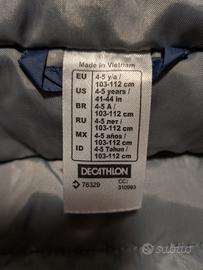 Made in Vietnam
EU 4-5 y/a / 103-112 cm
US 4-5 years / 41-44 in
BR 4-5 A / 103-112 cm
RU 4-5 лет / 103-112 cm
MX 4-5 años / 103-112 cm
ID 4-5 Tahun / 103-112 cm
DECATHLON
76329
CC:
310993
subito